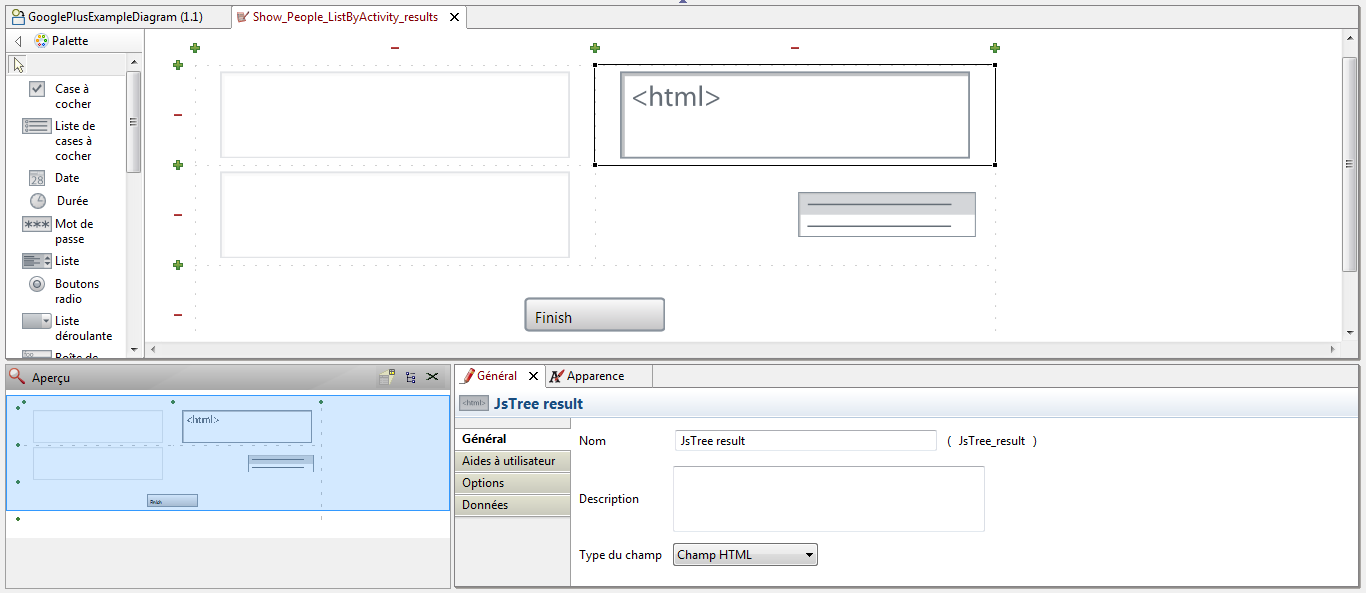 GooglePlusExampleDiagram (1.1)
Show_People_ListByActivity_results
Palette
Case à
cocher
Liste de
cases à
cocher
Date
28
Durée
Mot de
passe
Liste
Boutons
radio
Liste
déroulante
Boîte de
<html>
Finish
Aperçu
<html>
Finish
Général
Apparence
<html>
JsTree result
Général
Aides à utilisateur
Options
Données
Nom
JsTree result
( JsTree_result )
Description
Type du champ
Champ HTML